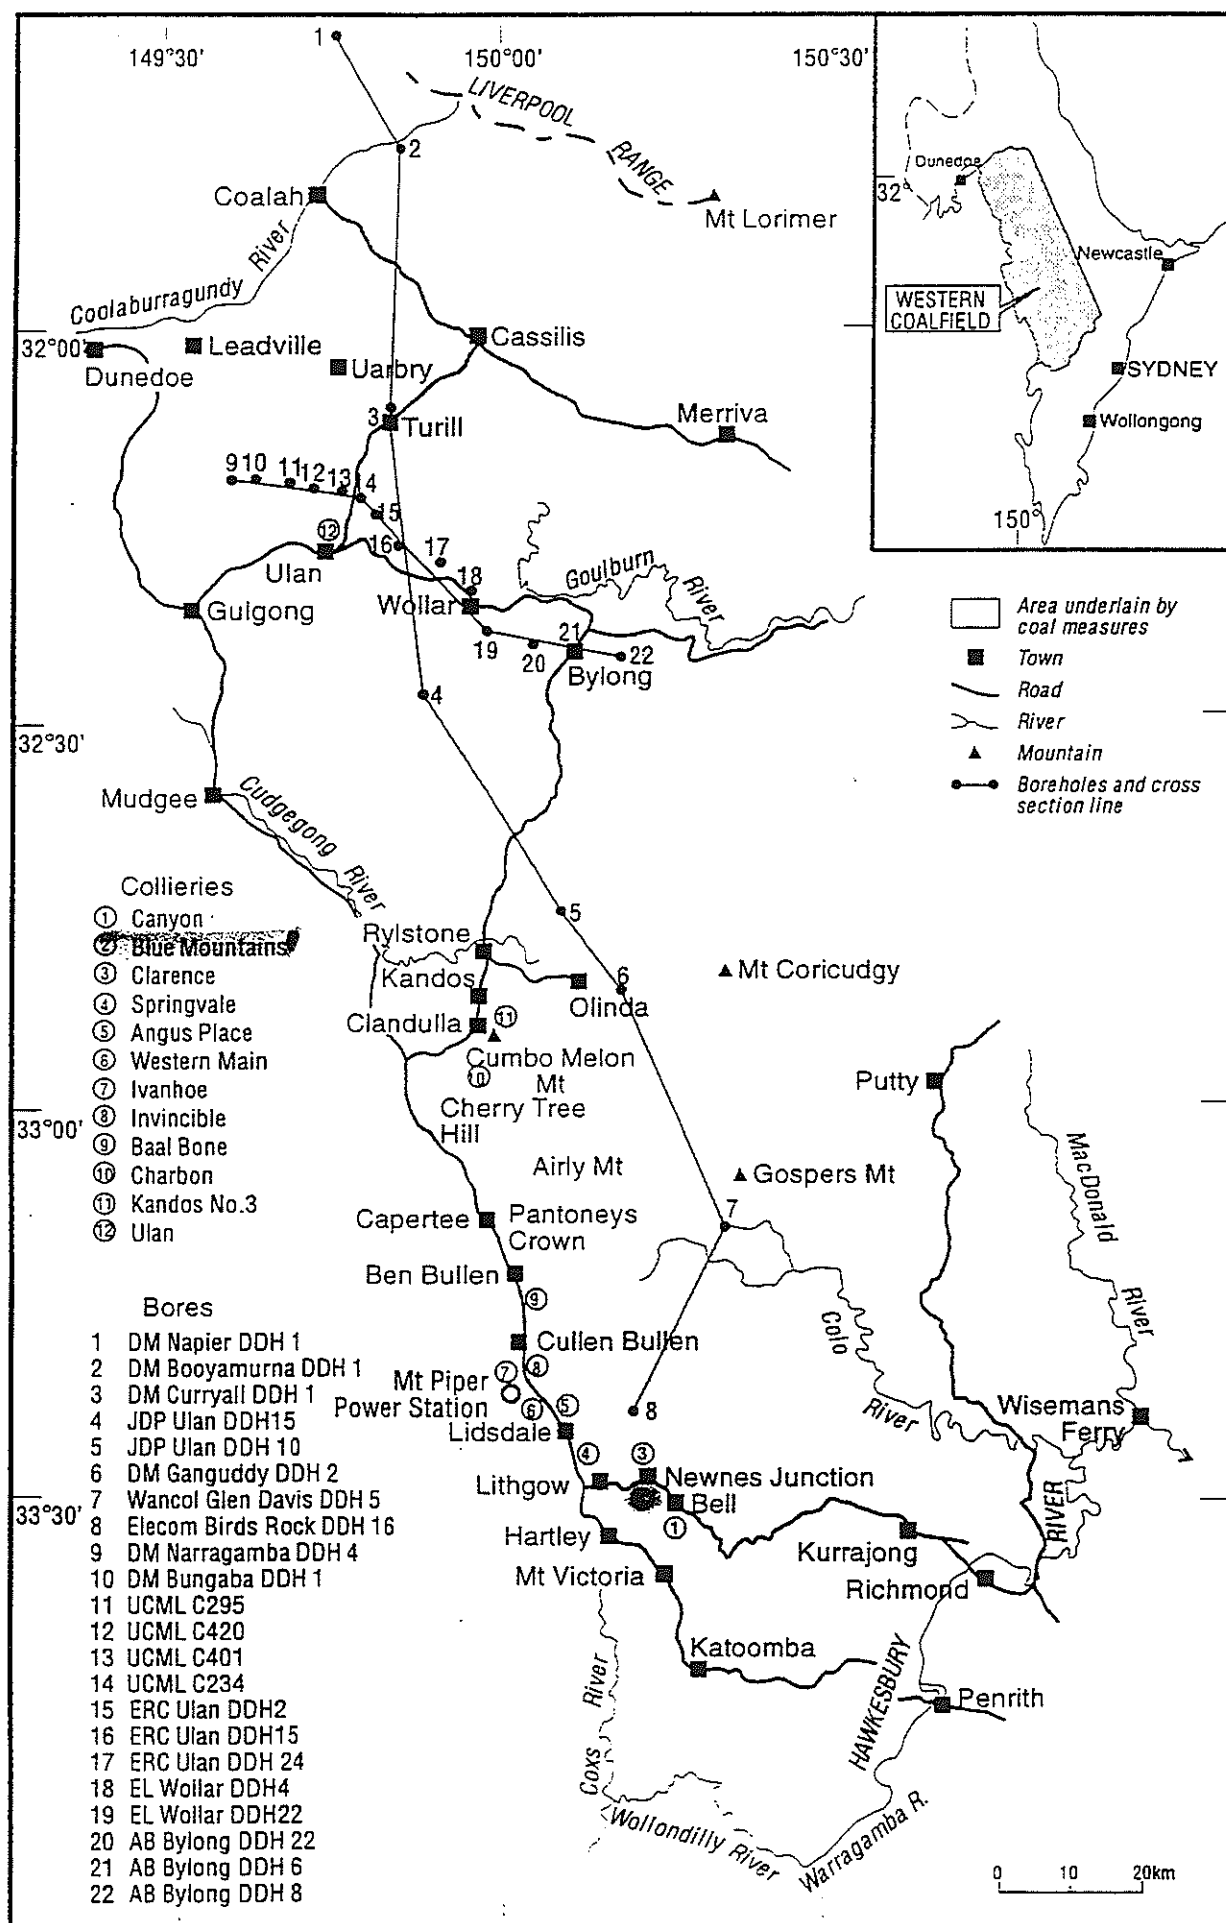 149°30'
150°00'
150°30'
1
LIVERPOOL
RANGE
2
Coalah
Mt Lorimer
River
Coolaburragundy
32°00'
Leadville
Cassilis
Dunedoe
Uarbry
3
Turill
Merriva
9
10
11
12
13
14
15
16
17
18
⑫
Ulan
Goulburn
River
Gulgong
Wollar
19
20
21
22
Bylong
4
32°30'
Mudgee
Cudgegong
River
5
Rylstone
6
Mt Coricudgy
Kandos
Olinda
Clandulla
⑪
Cumbo Melon
Mt
⑩
Cherry Tree
Hill
Putty
33°00'
Airly Mt
Gospers Mt
MacDonald
River
7
Capertee
Pantoneys
Crown
Ben Bullen
⑨
Colo
River
Cullen Bullen
⑦
⑧
Mt Piper
Power Station
⑥
⑤
8
Wisemans
Ferry
Lidsdale
④
③
Lithgow
Newnes Junction
33°30'
Bell
①
RIVER
Hartley
Kurrajong
Mt Victoria
Richmond
Katoomba
HAWKESBURY
Penrith
Coxs
River
Wollondilly River
Warragamba R.
0 10 20km
Dunedoe
32°
Newcastle
WESTERN
COALFIELD
SYDNEY
Wollongong
150°
Area underlain by
coal measures
Town
Road
River
Mountain
Boreholes and cross
section line
Collieries
① Canyon
② Blue Mountains
③ Clarence
④ Springvale
⑤ Angus Place
⑥ Western Main
⑦ Ivanhoe
⑧ Invincible
⑨ Baal Bone
⑩ Charbon
⑪ Kandos No.3
⑫ Ulan
Bores
1 DM Napier DDH 1
2 DM Booyamurna DDH 1
3 DM Curryall DDH 1
4 JDP Ulan DDH15
5 JDP Ulan DDH 10
6 DM Ganguddy DDH 2
7 Wancol Glen Davis DDH 5
8 Elecom Birds Rock DDH 16
9 DM Narragamba DDH 4
10 DM Bungaba DDH 1
11 UCML C295
12 UCML C420
13 UCML C401
14 UCML C234
15 ERC Ulan DDH2
16 ERC Ulan DDH15
17 ERC Ulan DDH 24
18 EL Wollar DDH4
19 EL Wollar DDH22
20 AB Bylong DDH 22
21 AB Bylong DDH 6
22 AB Bylong DDH 8